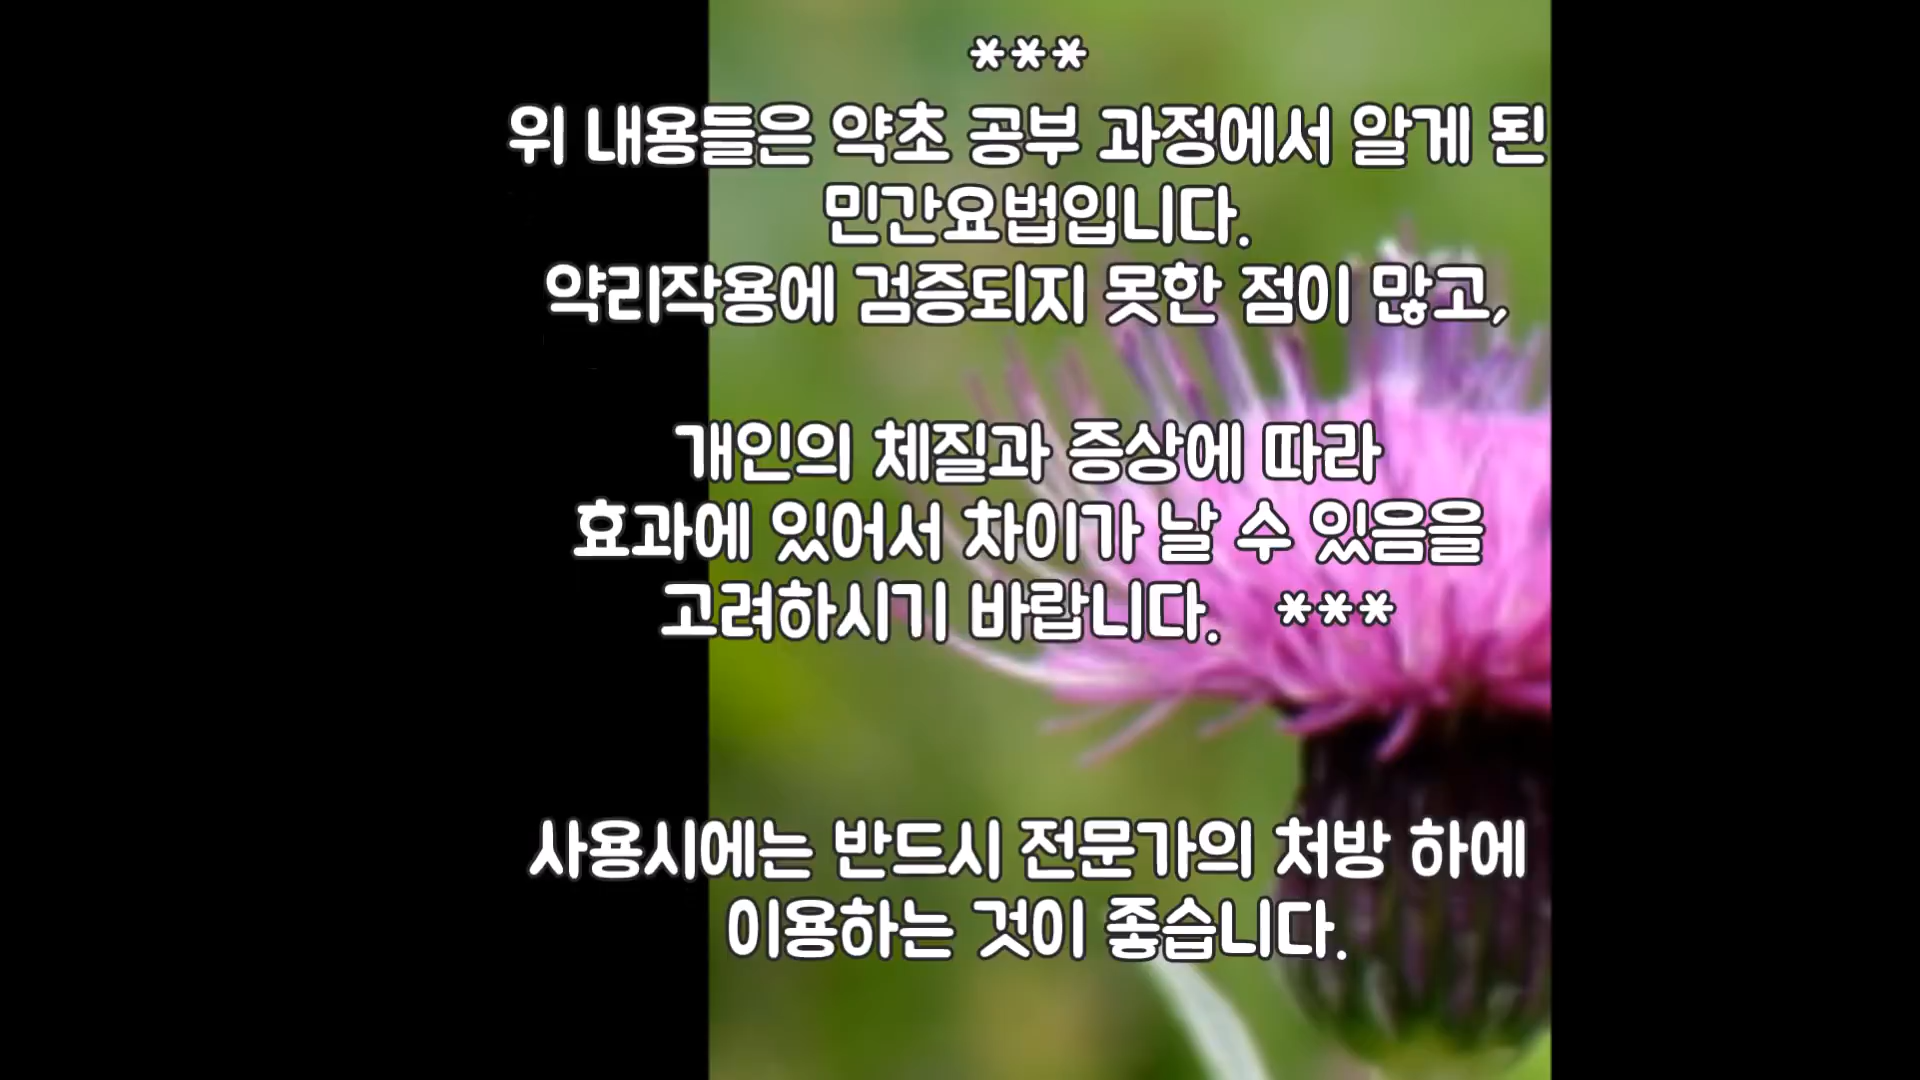 ***
위 내용들은 약초 공부 과정에서 알게 된
민간요법입니다.
약리작용에 검증되지 못한 점이 많고,
개인의 체질과 증상에 따라
효과에 있어서 차이가 날 수 있음을
고려하시기 바랍니다. ***
사용시에는 반드시 전문가의 처방 하에
이용하는 것이 좋습니다.